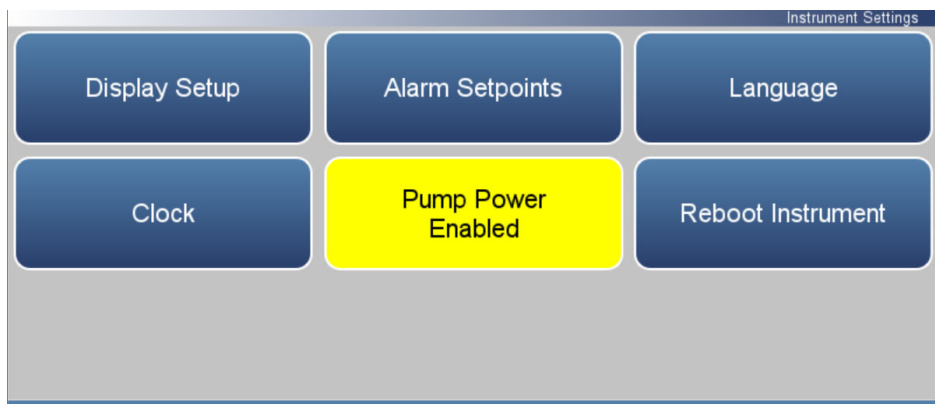 Instrument Settings
Display Setup
Alarm Setpoints
Language
Clock
Pump Power
Enabled
Reboot Instrument